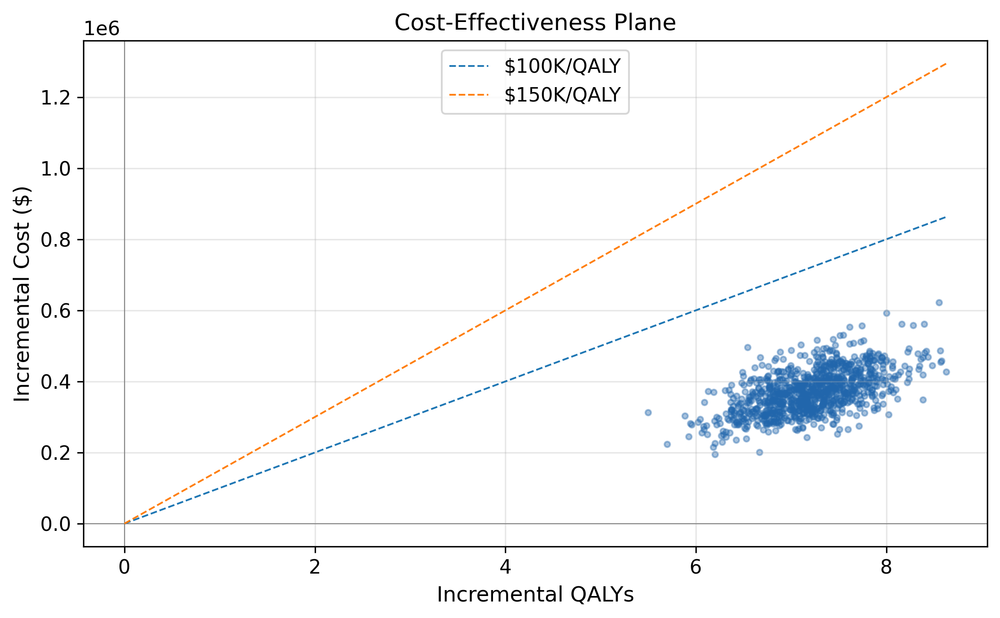 Cost-Effectiveness Plane
1e6
$100K/QALY
$150K/QALY
1.2
1.0
0.8
0.6
0.4
0.2
0.0
Incremental Cost ($)
0 2 4 6 8
Incremental QALYs